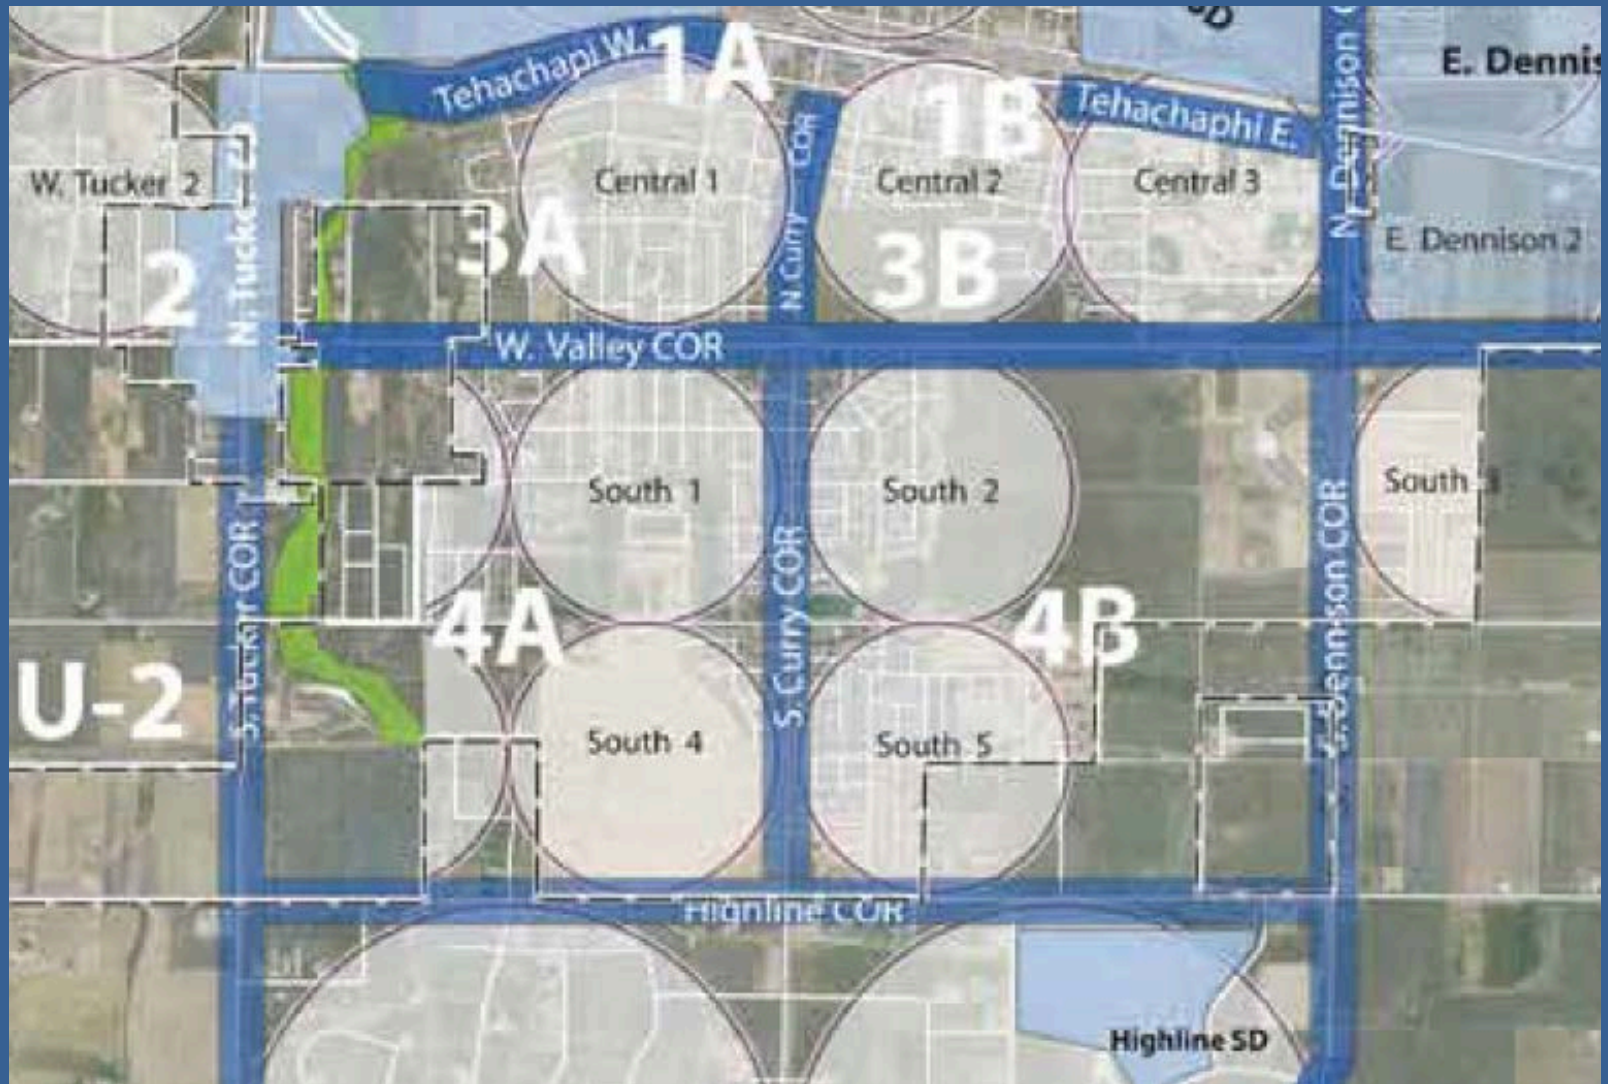 SD
E. Dennis
Tehachapi W.
1A
1B
Tehachaphi E.
N. Dennison
W. Tucker 2
N. Tucker
Central 1
N Curry COR
Central 2
Central 3
E. Dennison 2
3A
3B
2
W. Valley COR
South 1
South 2
South 3
S. Tucker COR
S. Curry COR
S. Dennison COR
4A
4B
U-2
South 4
South 5
Highline COR
Highline SD